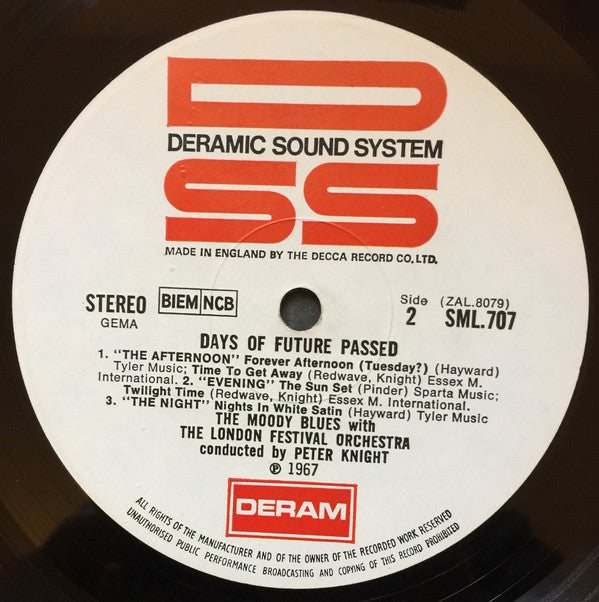 D
DERAMIC SOUND SYSTEM
SS
MADE IN ENGLAND BY THE DECCA RECORD CO. LTD.
STEREO BIEM NCB Side (ZAL.8079)
GEMA 2 SML.707
DAYS OF FUTURE PASSED
1. "THE AFTERNOON" Forever Afternoon (Tuesday?) (Hayward)
Tyler Music; Time To Get Away (Redwave, Knight) Essex M.
International. 2. "EVENING" The Sun Set (Pinder) Sparta Music;
Twilight Time (Redwave, Knight) Essex M. International.
3. "THE NIGHT" Nights In White Satin (Hayward) Tyler Music
THE MOODY BLUES with
THE LONDON FESTIVAL ORCHESTRA
conducted by PETER KNIGHT
℗ 1967
DERAM
ALL RIGHTS OF THE MANUFACTURER AND OF THE OWNER OF THE RECORDED WORK RESERVED
UNAUTHORISED PUBLIC PERFORMANCE BROADCASTING AND COPYING OF THIS RECORD PROHIBITED